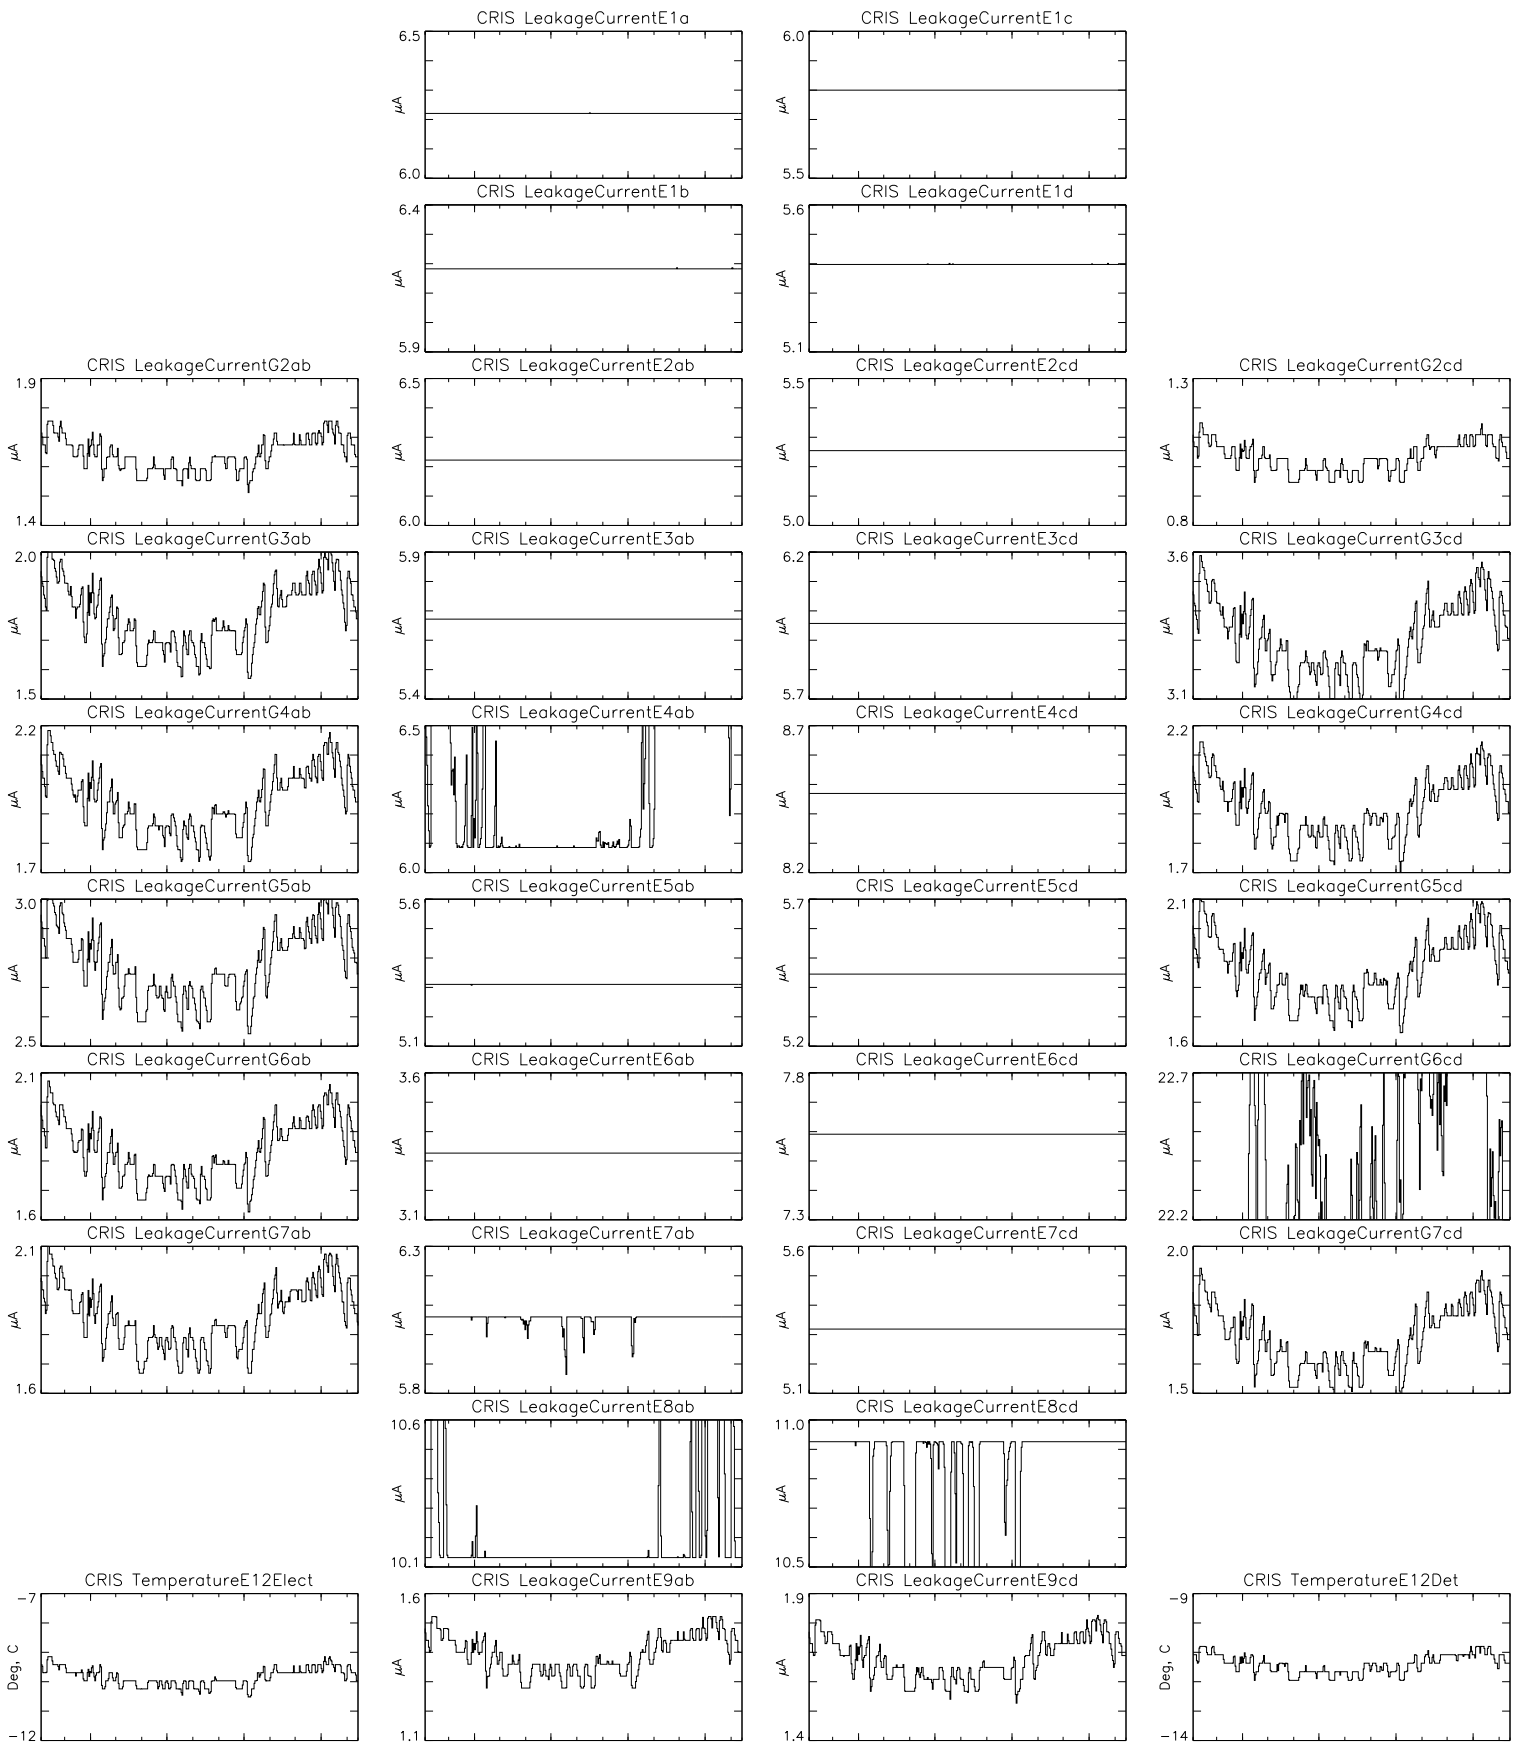 CRIS LeakageCurrentE1a
6.5
μA
6.0
CRIS LeakageCurrentE1c
6.0
μA
5.5
CRIS LeakageCurrentE1b
6.4
μA
5.9
CRIS LeakageCurrentE1d
5.6
μA
5.1
CRIS LeakageCurrentG2ab
1.9
μA
1.4
CRIS LeakageCurrentE2ab
6.5
μA
6.0
CRIS LeakageCurrentE2cd
5.5
μA
5.0
CRIS LeakageCurrentG2cd
1.3
μA
0.8
CRIS LeakageCurrentG3ab
2.0
μA
1.5
CRIS LeakageCurrentE3ab
5.9
μA
5.4
CRIS LeakageCurrentE3cd
6.2
μA
5.7
CRIS LeakageCurrentG3cd
3.6
μA
3.1
CRIS LeakageCurrentG4ab
2.2
μA
1.7
CRIS LeakageCurrentE4ab
6.5
μA
6.0
CRIS LeakageCurrentE4cd
8.7
μA
8.2
CRIS LeakageCurrentG4cd
2.2
μA
1.7
CRIS LeakageCurrentG5ab
3.0
μA
2.5
CRIS LeakageCurrentE5ab
5.6
μA
5.1
CRIS LeakageCurrentE5cd
5.7
μA
5.2
CRIS LeakageCurrentG5cd
2.1
μA
1.6
CRIS LeakageCurrentG6ab
2.1
μA
1.6
CRIS LeakageCurrentE6ab
3.6
μA
3.1
CRIS LeakageCurrentE6cd
7.8
μA
7.3
CRIS LeakageCurrentG6cd
22.7
μA
22.2
CRIS LeakageCurrentG7ab
2.1
μA
1.6
CRIS LeakageCurrentE7ab
6.3
μA
5.8
CRIS LeakageCurrentE7cd
5.6
μA
5.1
CRIS LeakageCurrentG7cd
2.0
μA
1.5
CRIS LeakageCurrentE8ab
10.6
μA
10.1
CRIS LeakageCurrentE8cd
11.0
μA
10.5
CRIS TemperatureE12Elect
-7
Deg, C
-12
CRIS LeakageCurrentE9ab
1.6
μA
1.1
CRIS LeakageCurrentE9cd
1.9
μA
1.4
CRIS TemperatureE12Det
-9
Deg, C
-14